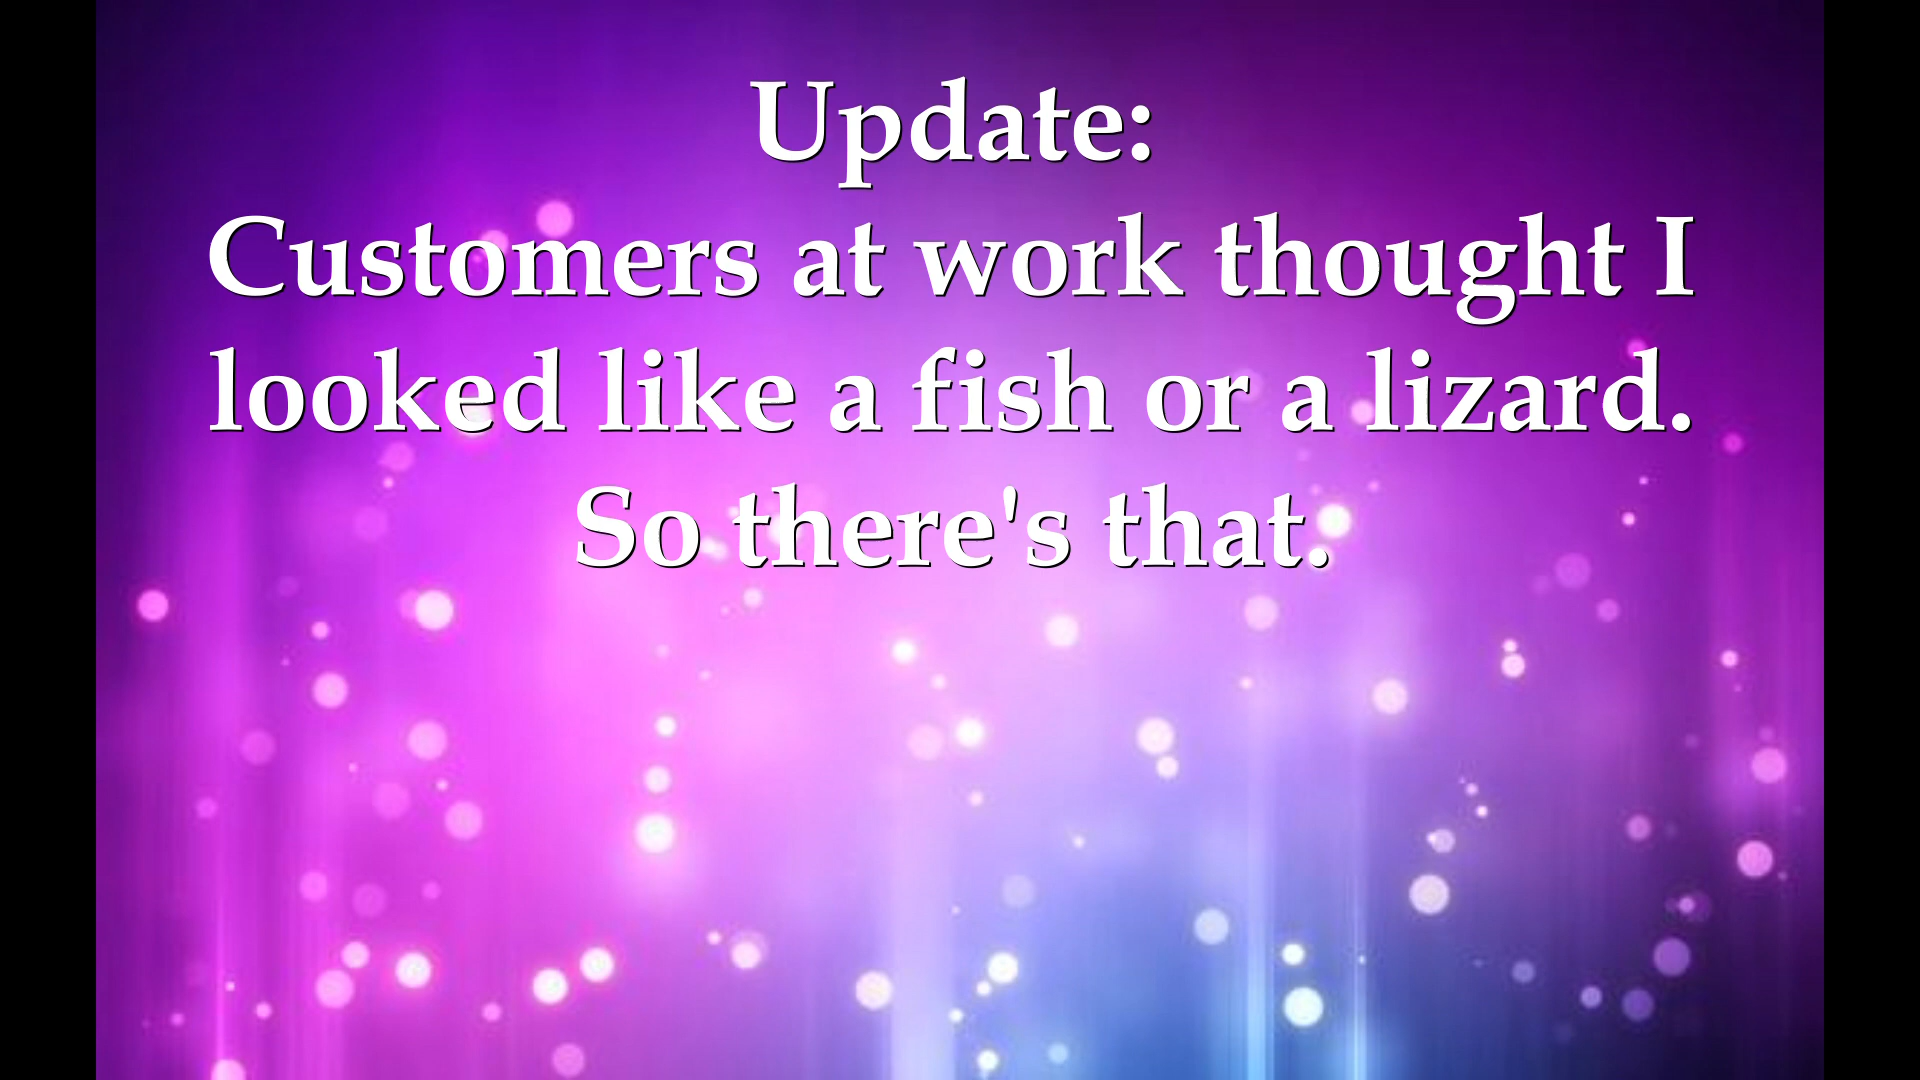 Update:
Customers at work thought I
looked like a fish or a lizard.
So there's that.